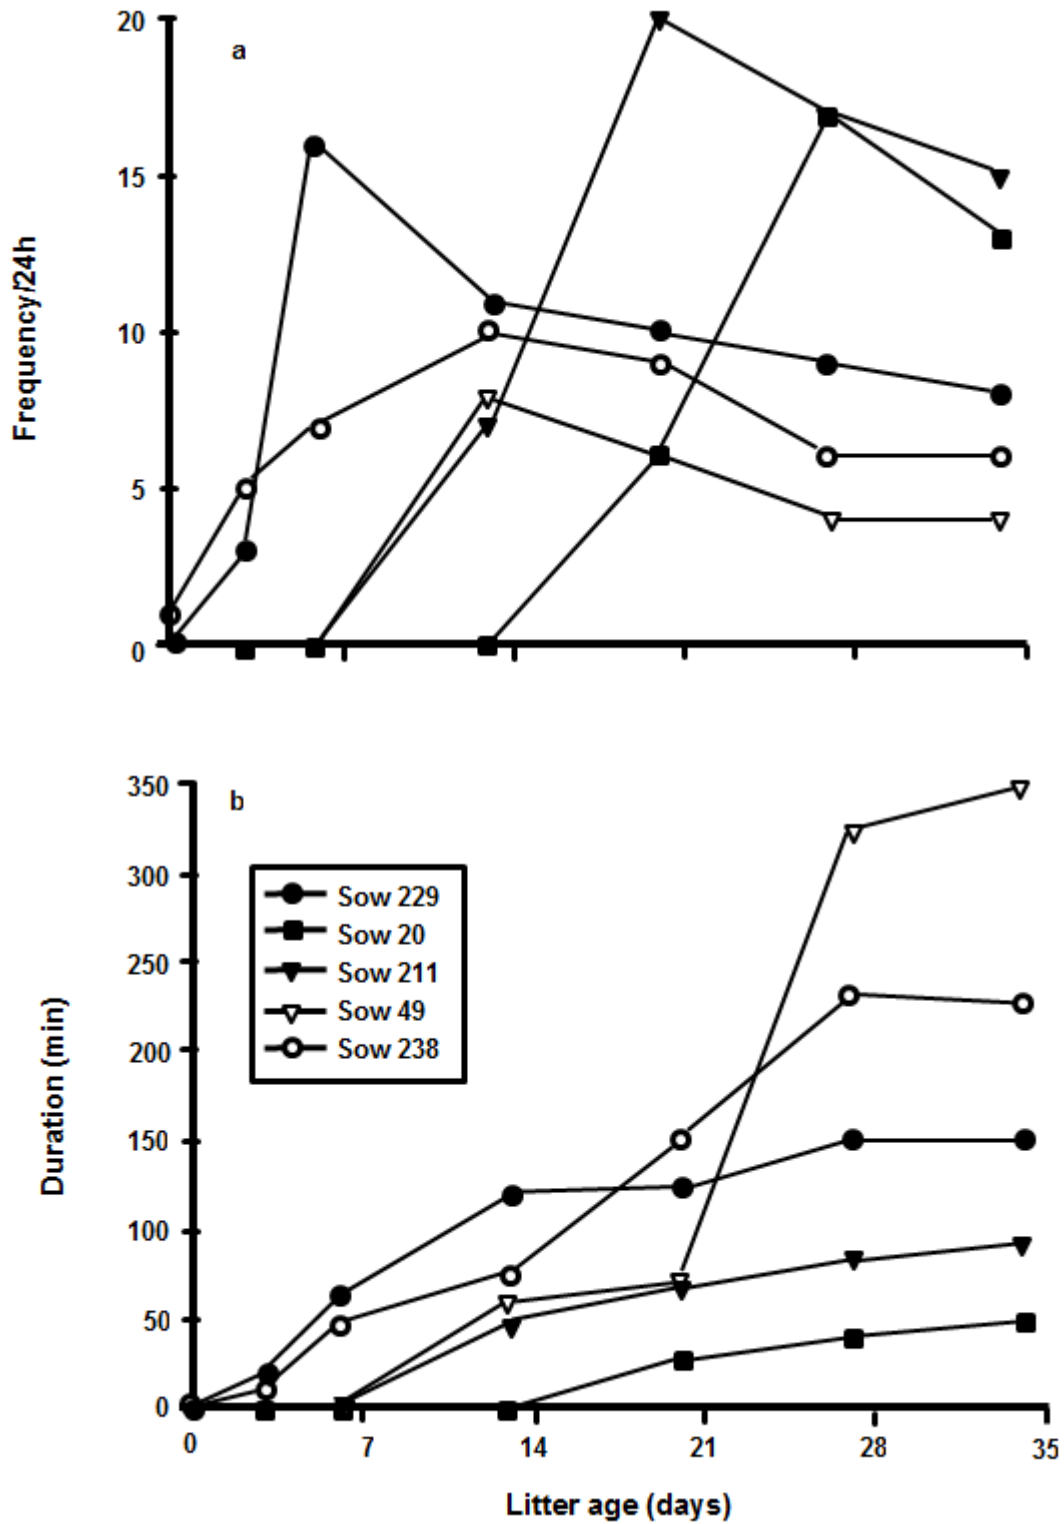 20
a
15
Frequency/24h
10
5
0
350
b
300
Sow 229
Sow 20
250
Sow 211
Sow 49
200
Sow 238
Duration (min)
150
100
50
0
0 7 14 21 28 35
Litter age (days)